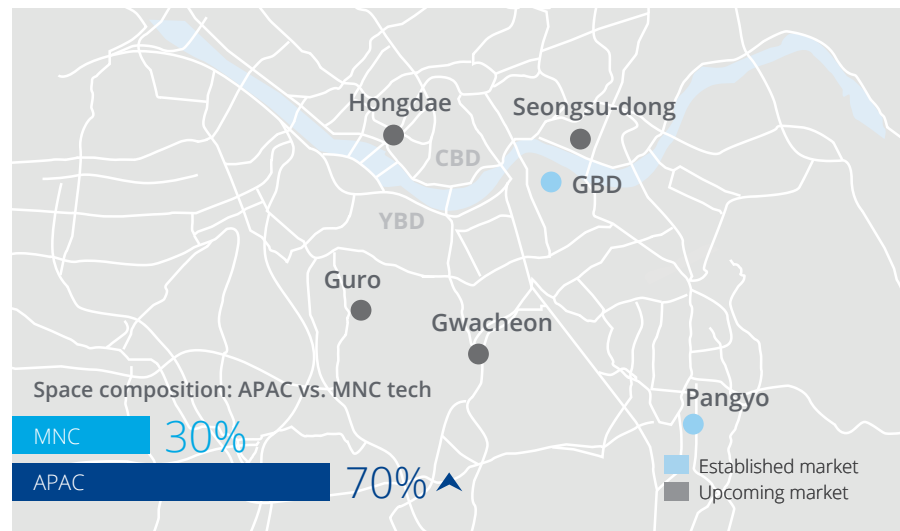 Hongdae
Seongsu-dong
CBD
GBD
YBD
Guro
Gwacheon
Space composition: APAC vs. MNC tech
Pangyo
MNC 30%
APAC 70%
Established market
Upcoming market